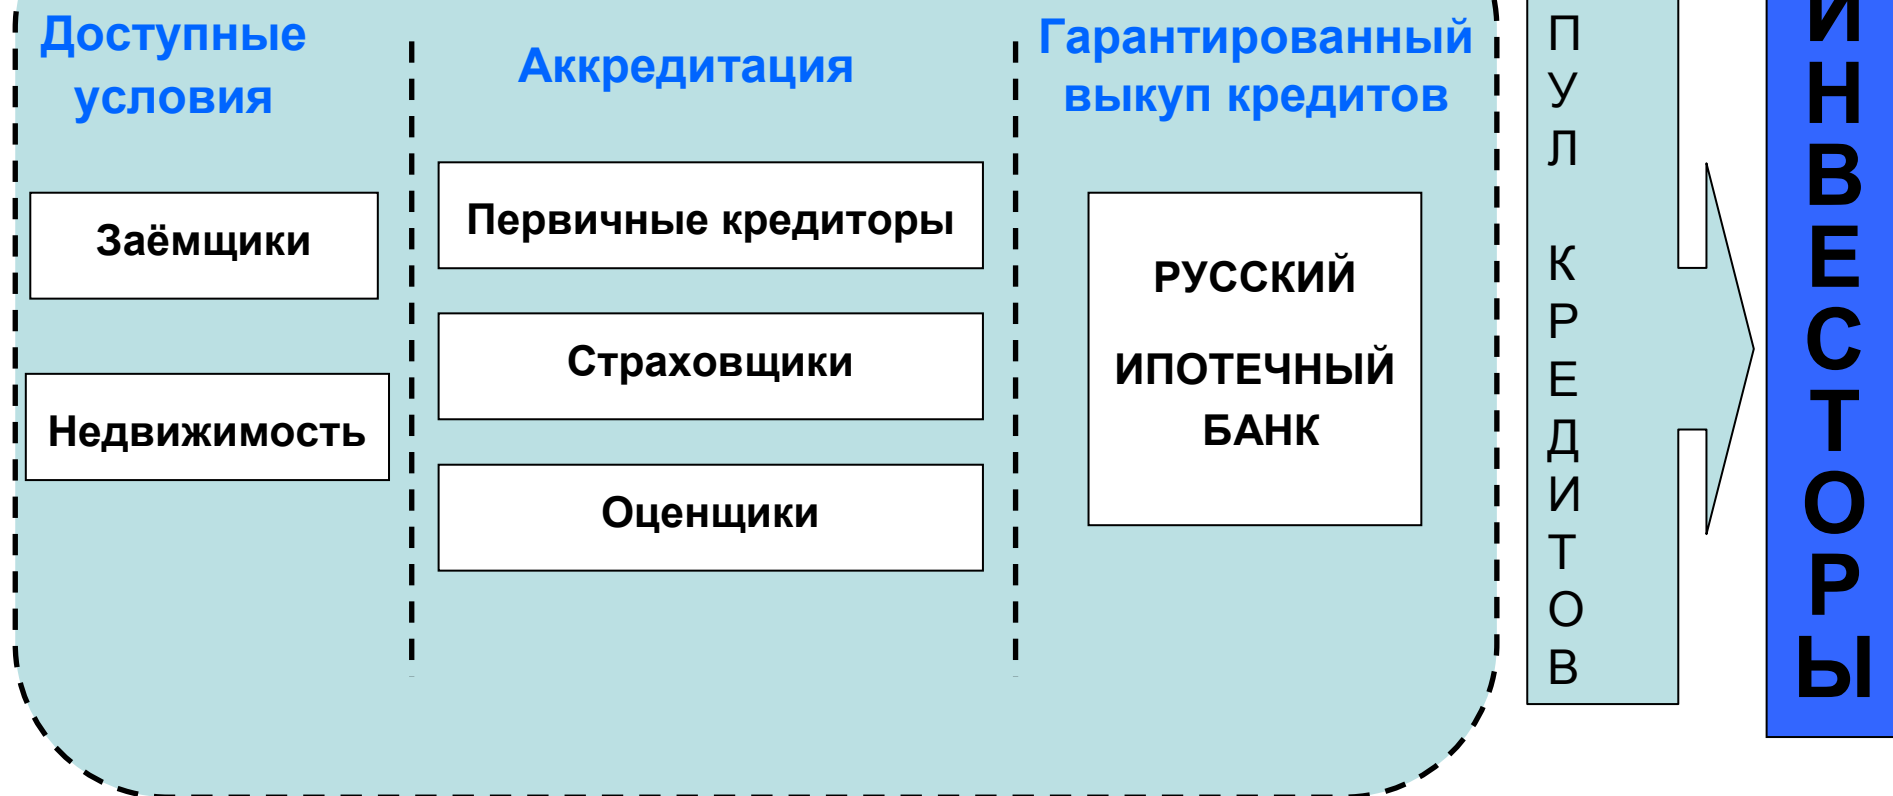 Доступные
условия
Заёмщики
Недвижимость
Аккредитация
Первичные кредиторы
Страховщики
Оценщики
Гарантированный
выкуп кредитов
РУССКИЙ
ИПОТЕЧНЫЙ
БАНК
ПУЛ КРЕДИТОВ
ИНВЕСТОРЫ